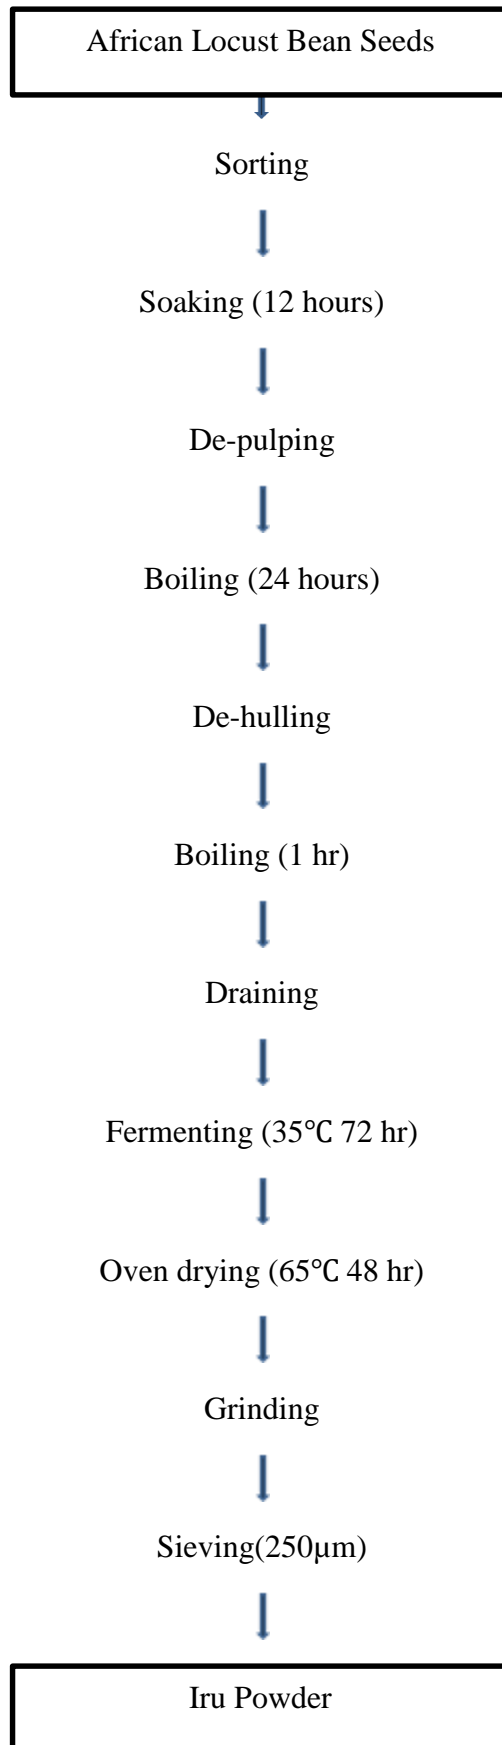 African Locust Bean Seeds
Sorting
Soaking (12 hours)
De-pulping
Boiling (24 hours)
De-hulling
Boiling (1 hr)
Draining
Fermenting (35℃ 72 hr)
Oven drying (65℃ 48 hr)
Grinding
Sieving(250µm)
Iru Powder